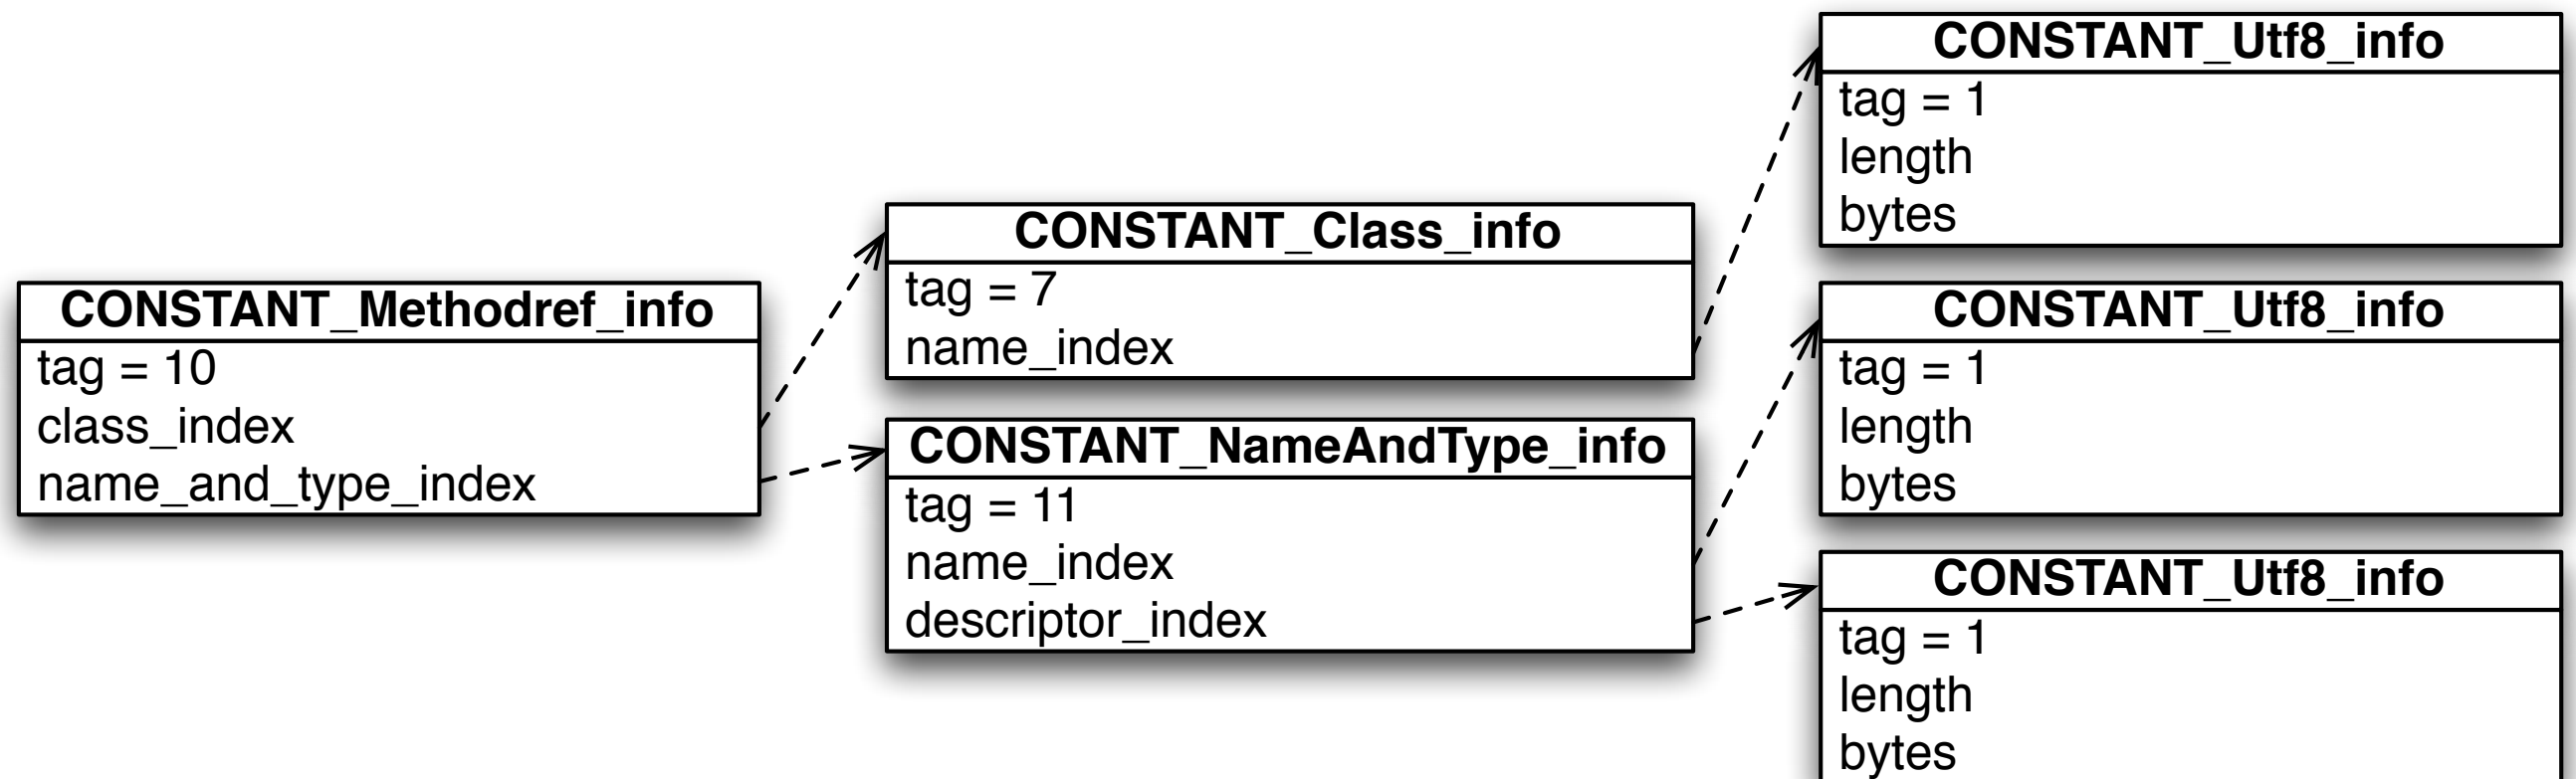 CONSTANT_Methodref_info
tag = 10
class_index
name_and_type_index
CONSTANT_Class_info
tag = 7
name_index
CONSTANT_NameAndType_info
tag = 11
name_index
descriptor_index
CONSTANT_Utf8_info
tag = 1
length
bytes
CONSTANT_Utf8_info
tag = 1
length
bytes
CONSTANT_Utf8_info
tag = 1
length
bytes